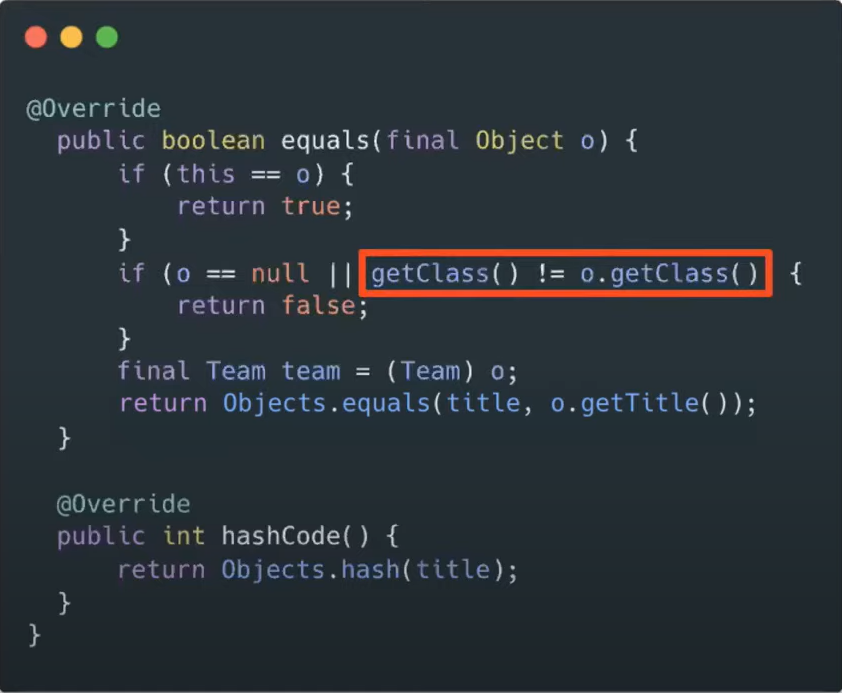 @Override
public boolean equals(final Object o) {
if (this == o) {
return true;
}
if (o == null || getClass() != o.getClass() {
return false;
}
final Team team = (Team) o;
return Objects.equals(title, o.getTitle());
}
@Override
public int hashCode() {
return Objects.hash(title);
}
}